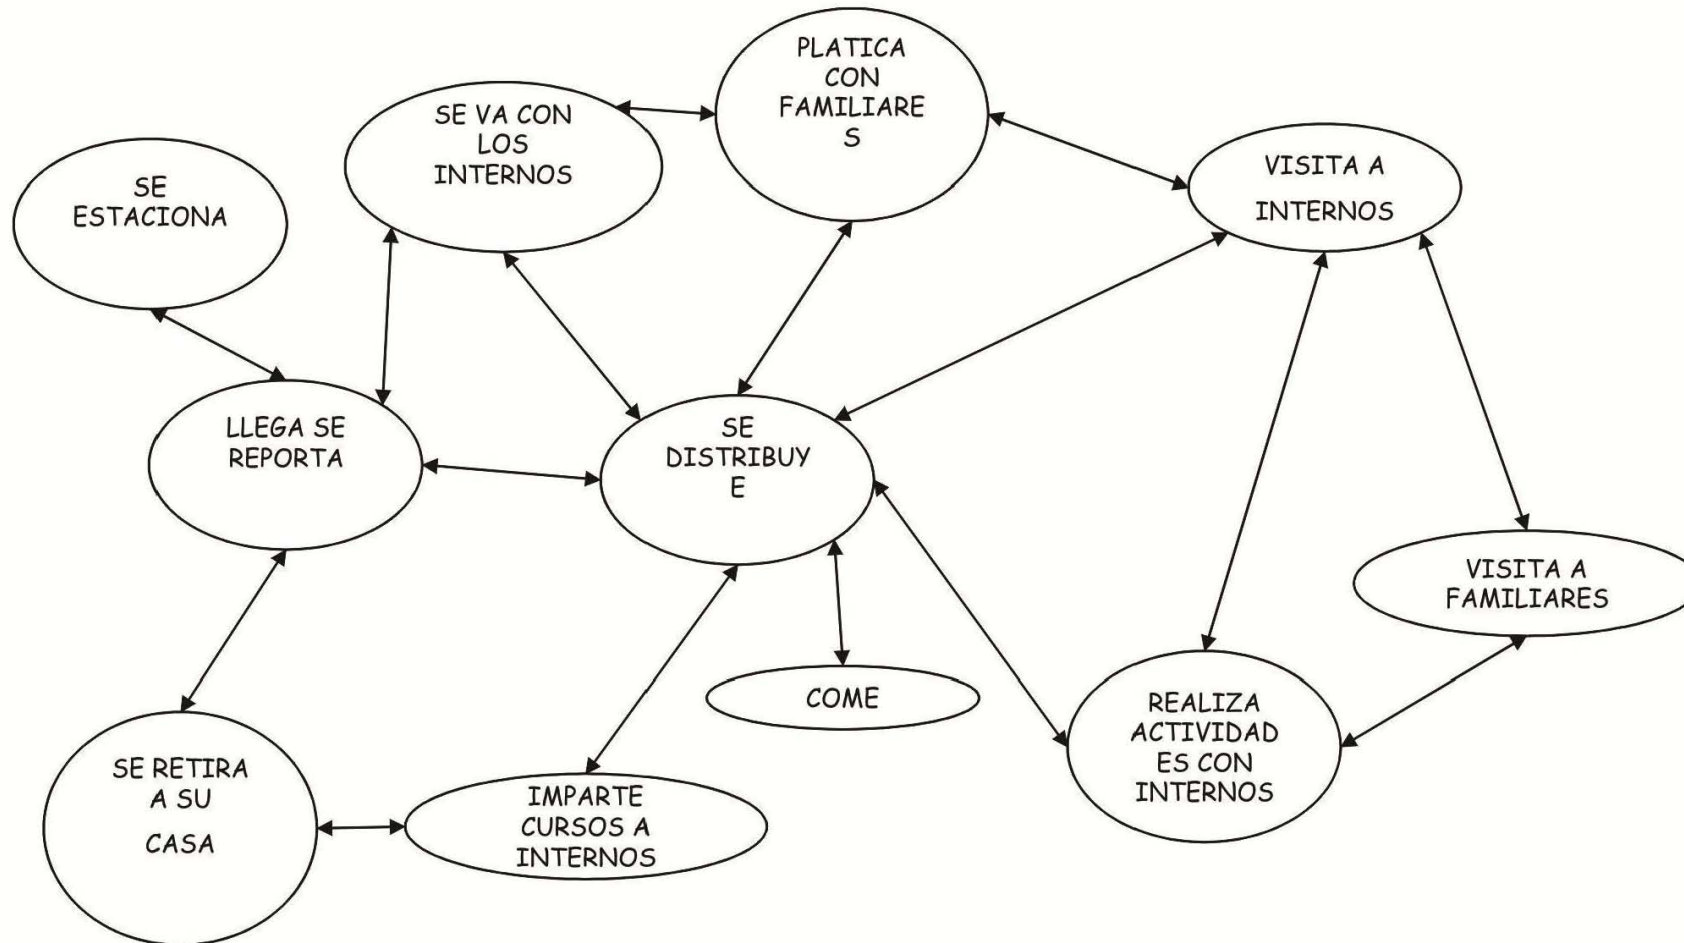 PLATICA
CON
FAMILIARE
S
SE VA CON
LOS
INTERNOS
VISITA A
INTERNOS
SE
ESTACIONA
LLEGA SE
REPORTA
SE
DISTRIBUY
E
VISITA A
FAMILIARES
COME
REALIZA
ACTIVIDAD
ES CON
INTERNOS
SE RETIRA
A SU
CASA
IMPARTE
CURSOS A
INTERNOS